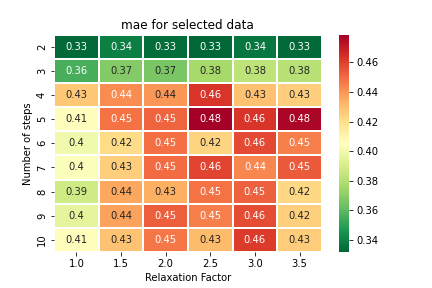 mae for selected data
2 0.33 0.34 0.33 0.33 0.33 0.33
3 0.36 0.37 0.37 0.38 0.38 0.38
4 0.43 0.44 0.44 0.46 0.43 0.43
5 0.41 0.45 0.45 0.48 0.46 0.48
6 0.4 0.42 0.45 0.42 0.46 0.45
7 0.4 0.43 0.45 0.46 0.44 0.45
8 0.39 0.44 0.43 0.45 0.45 0.42
9 0.4 0.44 0.45 0.45 0.46 0.42
10 0.41 0.43 0.45 0.43 0.46 0.43
1.0 1.5 2.0 2.5 3.0 3.5
Relaxation Factor
Number of steps
0.46
0.44
0.42
0.40
0.38
0.36
0.34